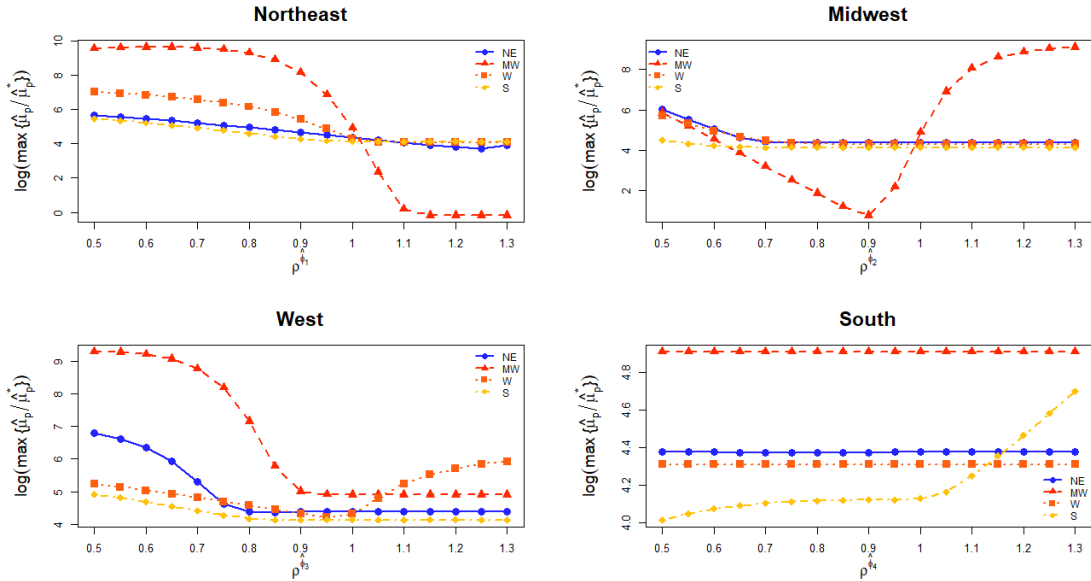 Northeast
log(max {μ̂p / μ̂*p})
10
8
6
4
2
0
NE
MW
W
S
0.5 0.6 0.7 0.8 0.9 1 1.1 1.2 1.3
ρ^ϕ̂1
Midwest
log(max {μ̂p / μ̂*p})
8
6
4
2
NE
MW
W
S
0.5 0.6 0.7 0.8 0.9 1 1.1 1.2 1.3
ρ^ϕ̂2
West
log(max {μ̂p / μ̂*p})
9
8
7
6
5
4
NE
MW
W
S
0.5 0.6 0.7 0.8 0.9 1 1.1 1.2 1.3
ρ^ϕ̂3
South
log(max {μ̂p / μ̂*p})
4.8
4.6
4.4
4.2
4.0
NE
MW
W
S
0.5 0.6 0.7 0.8 0.9 1 1.1 1.2 1.3
ρ^ϕ̂4